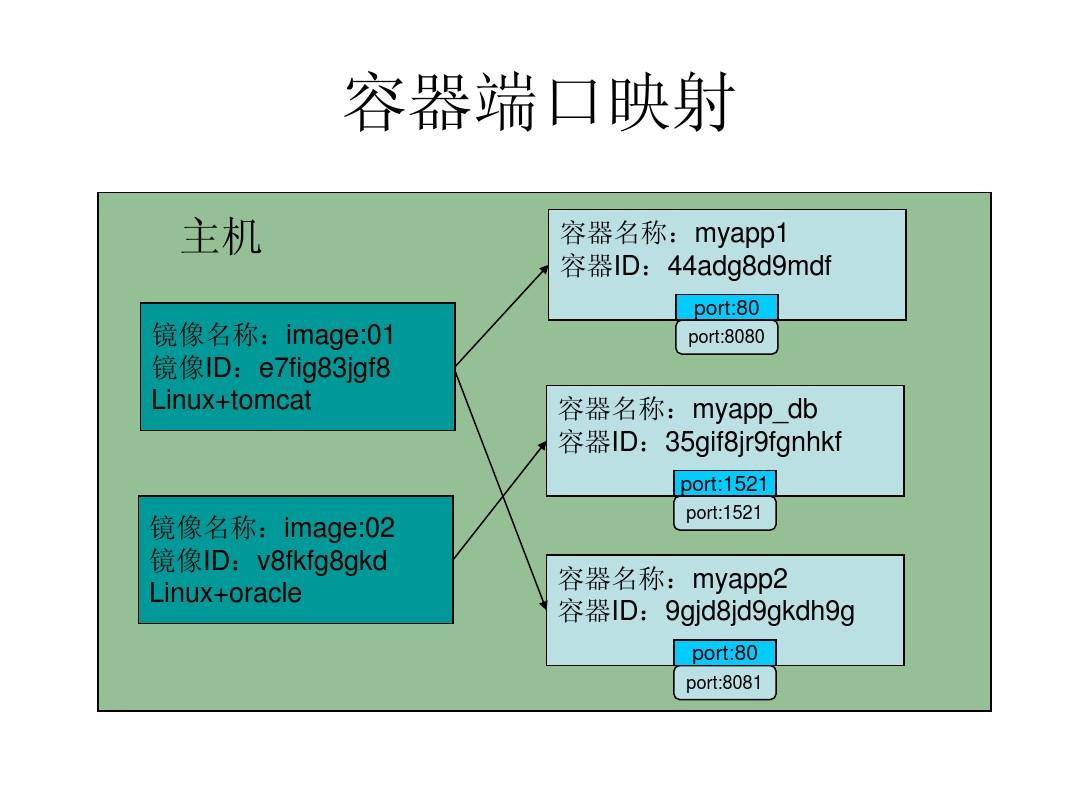 容器端口映射
主机
镜像名称：image:01
镜像ID：e7fig83jgf8
Linux+tomcat
镜像名称：image:02
镜像ID：v8fkfg8gkd
Linux+oracle
容器名称：myapp1
容器ID：44adg8d9mdf
port:80
port:8080
容器名称：myapp_db
容器ID：35gif8jr9fgnhkf
port:1521
port:1521
容器名称：myapp2
容器ID：9gjd8jd9gkdh9g
port:80
port:8081